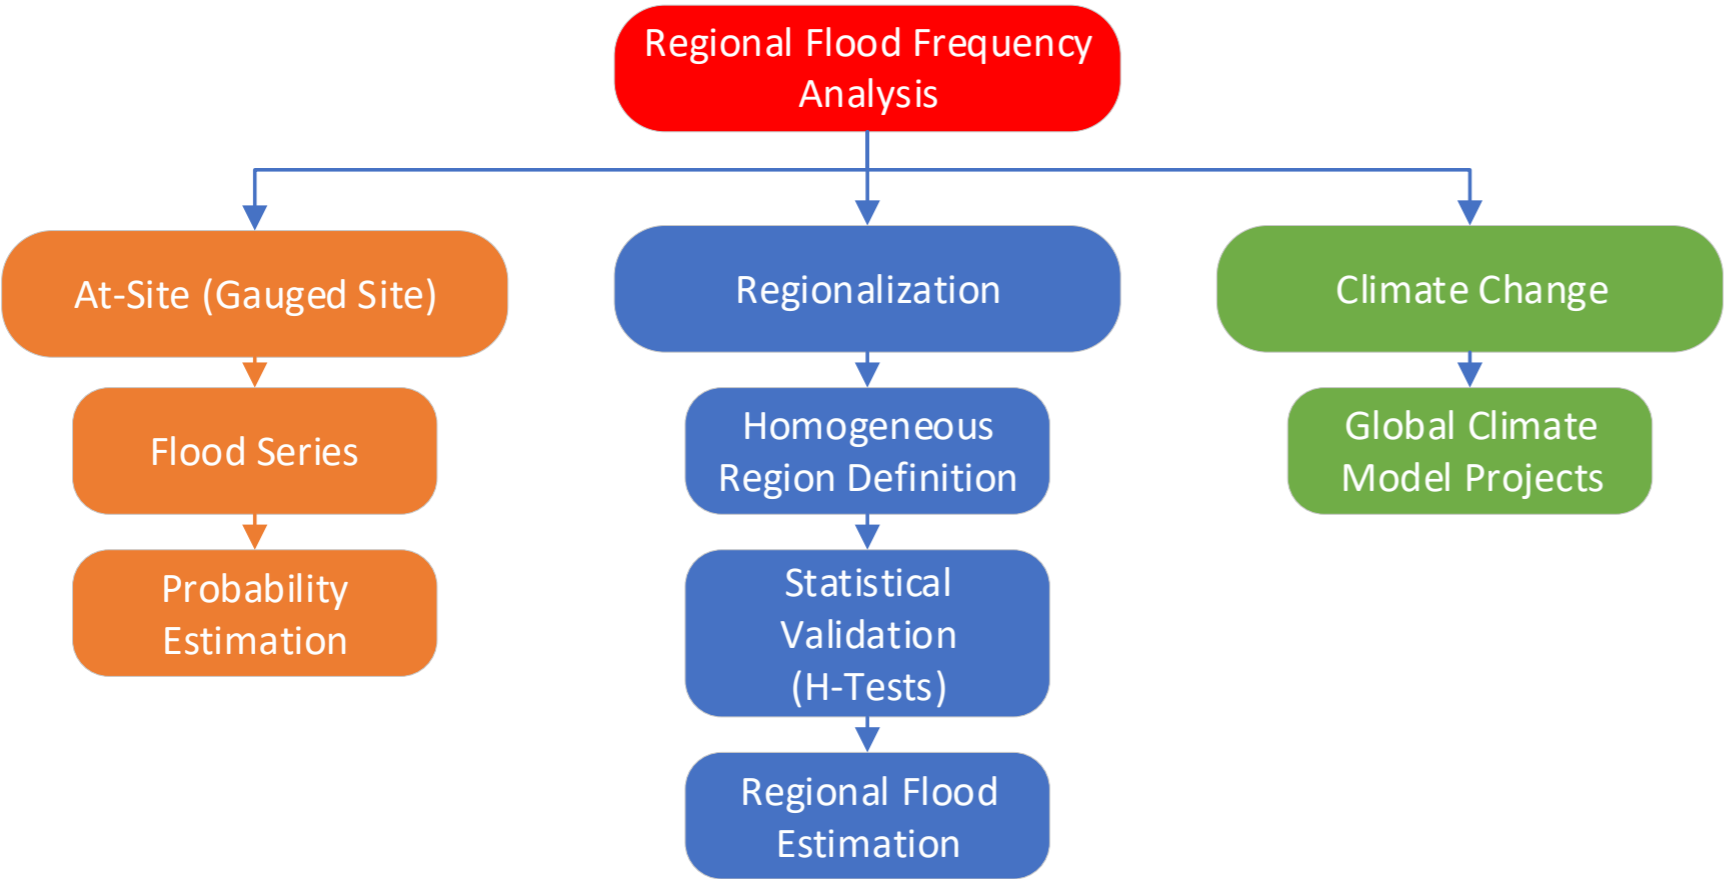 Regional Flood Frequency
Analysis
At-Site (Gauged Site)
Regionalization
Climate Change
Flood Series
Homogeneous
Region Definition
Global Climate
Model Projects
Probability
Estimation
Statistical
Validation
(H-Tests)
Regional Flood
Estimation